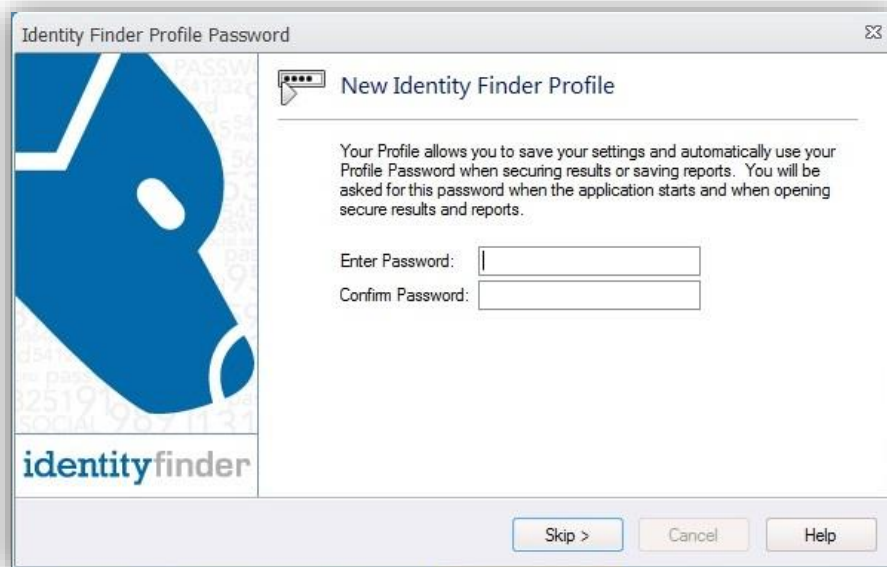 Identity Finder Profile Password
New Identity Finder Profile
Your Profile allows you to save your settings and automatically use your
Profile Password when securing results or saving reports. You will be
asked for this password when the application starts and when opening
secure results and reports.
Enter Password:
Confirm Password:
identityfinder
Skip >
Cancel
Help